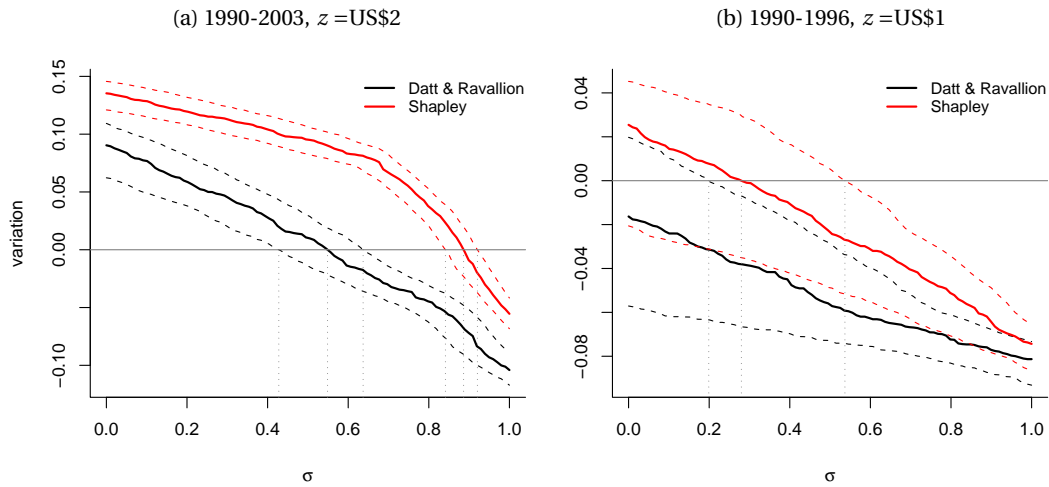 (a) 1990-2003, z =US$2
(b) 1990-1996, z =US$1
Datt & Ravallion
Shapley
variation
0.15
0.10
0.05
0.00
−0.10
0.0 0.2 0.4 0.6 0.8 1.0
σ
Datt & Ravallion
Shapley
0.04
0.00
−0.04
−0.08
0.0 0.2 0.4 0.6 0.8 1.0
σ